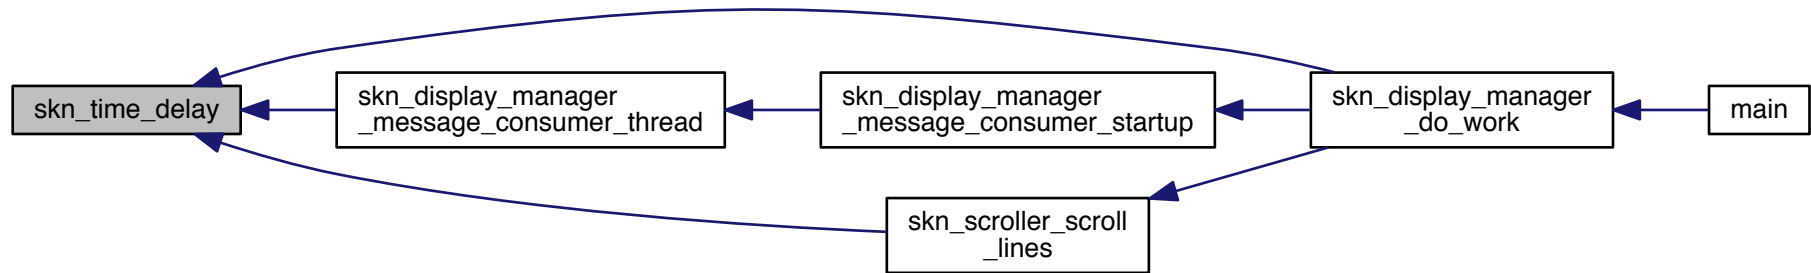 skn_time_delay
skn_display_manager
_message_consumer_thread
skn_display_manager
_message_consumer_startup
skn_display_manager
_do_work
main
skn_scroller_scroll
_lines